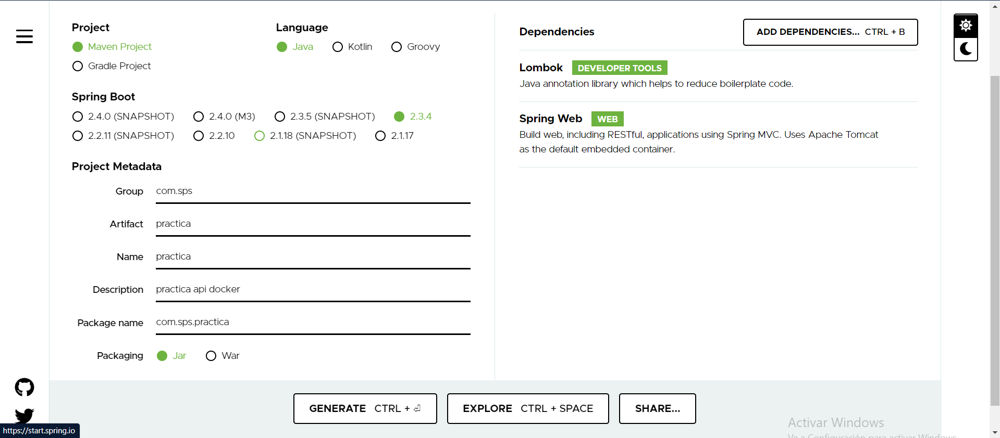 Project
Maven Project
Gradle Project
Language
Java Kotlin Groovy
Spring Boot
2.4.0 (SNAPSHOT) 2.4.0 (M3) 2.3.5 (SNAPSHOT) 2.3.4
2.2.11 (SNAPSHOT) 2.2.10 2.1.18 (SNAPSHOT) 2.1.17
Project Metadata
Group com.sps
Artifact practica
Name practica
Description practica api docker
Package name com.sps.practica
Packaging Jar War
Dependencies ADD DEPENDENCIES... CTRL + B
Lombok DEVELOPER TOOLS
Java annotation library which helps to reduce boilerplate code.
Spring Web WEB
Build web, including RESTful, applications using Spring MVC. Uses Apache Tomcat
as the default embedded container.
GENERATE CTRL + ⏎ EXPLORE CTRL + SPACE SHARE...
https://start.spring.io
Activar Windows
Ve a Configuración para activar Windows.